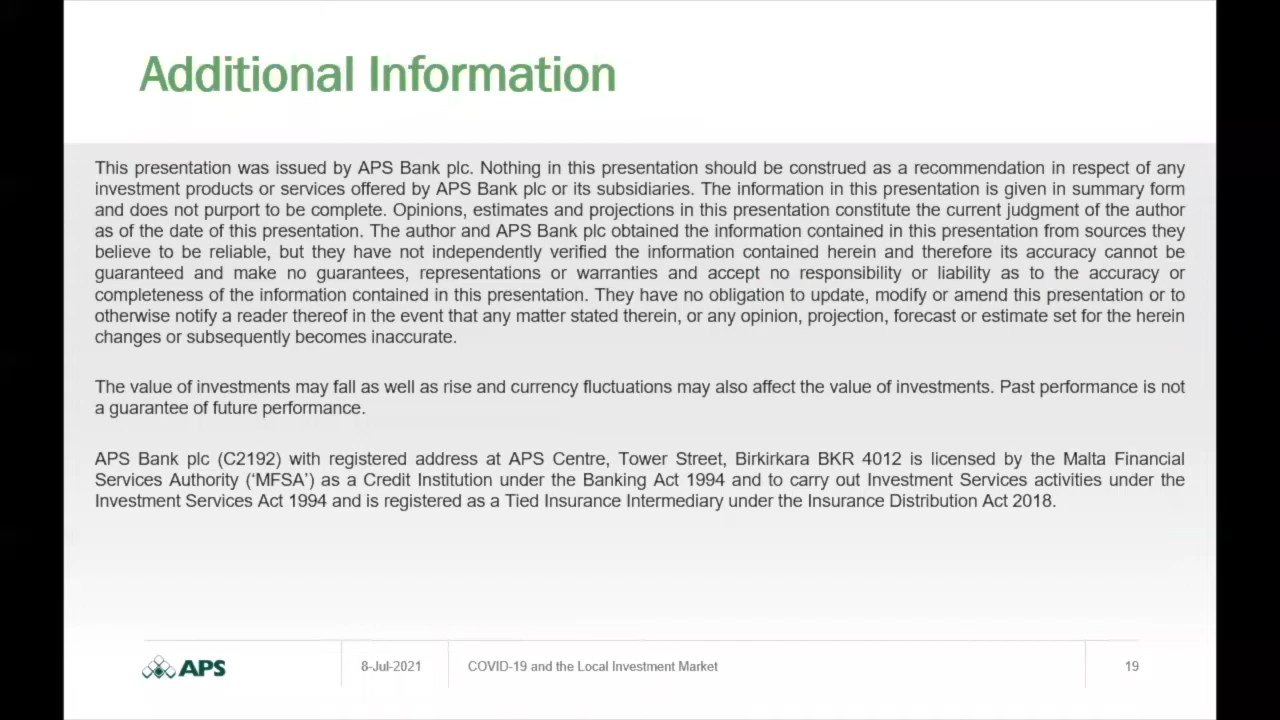 Additional Information
This presentation was issued by APS Bank plc. Nothing in this presentation should be construed as a recommendation in respect of any
investment products or services offered by APS Bank plc or its subsidiaries. The information in this presentation is given in summary form
and does not purport to be complete. Opinions, estimates and projections in this presentation constitute the current judgment of the author
as of the date of this presentation. The author and APS Bank plc obtained the information contained in this presentation from sources they
believe to be reliable, but they have not independently verified the information contained herein and therefore its accuracy cannot be
guaranteed and make no guarantees, representations or warranties and accept no responsibility or liability as to the accuracy or
completeness of the information contained in this presentation. They have no obligation to update, modify or amend this presentation or to
otherwise notify a reader thereof in the event that any matter stated therein, or any opinion, projection, forecast or estimate set for the herein
changes or subsequently becomes inaccurate.
The value of investments may fall as well as rise and currency fluctuations may also affect the value of investments. Past performance is not
a guarantee of future performance.
APS Bank plc (C2192) with registered address at APS Centre, Tower Street, Birkirkara BKR 4012 is licensed by the Malta Financial
Services Authority (‘MFSA’) as a Credit Institution under the Banking Act 1994 and to carry out Investment Services activities under the
Investment Services Act 1994 and is registered as a Tied Insurance Intermediary under the Insurance Distribution Act 2018.
APS
8-Jul-2021
COVID-19 and the Local Investment Market
19